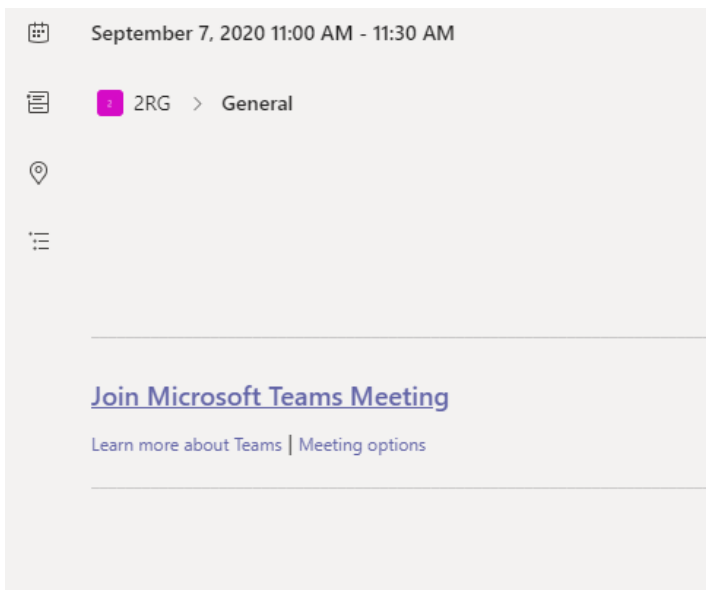 September 7, 2020 11:00 AM - 11:30 AM
2 2RG > General
Join Microsoft Teams Meeting
Learn more about Teams | Meeting options